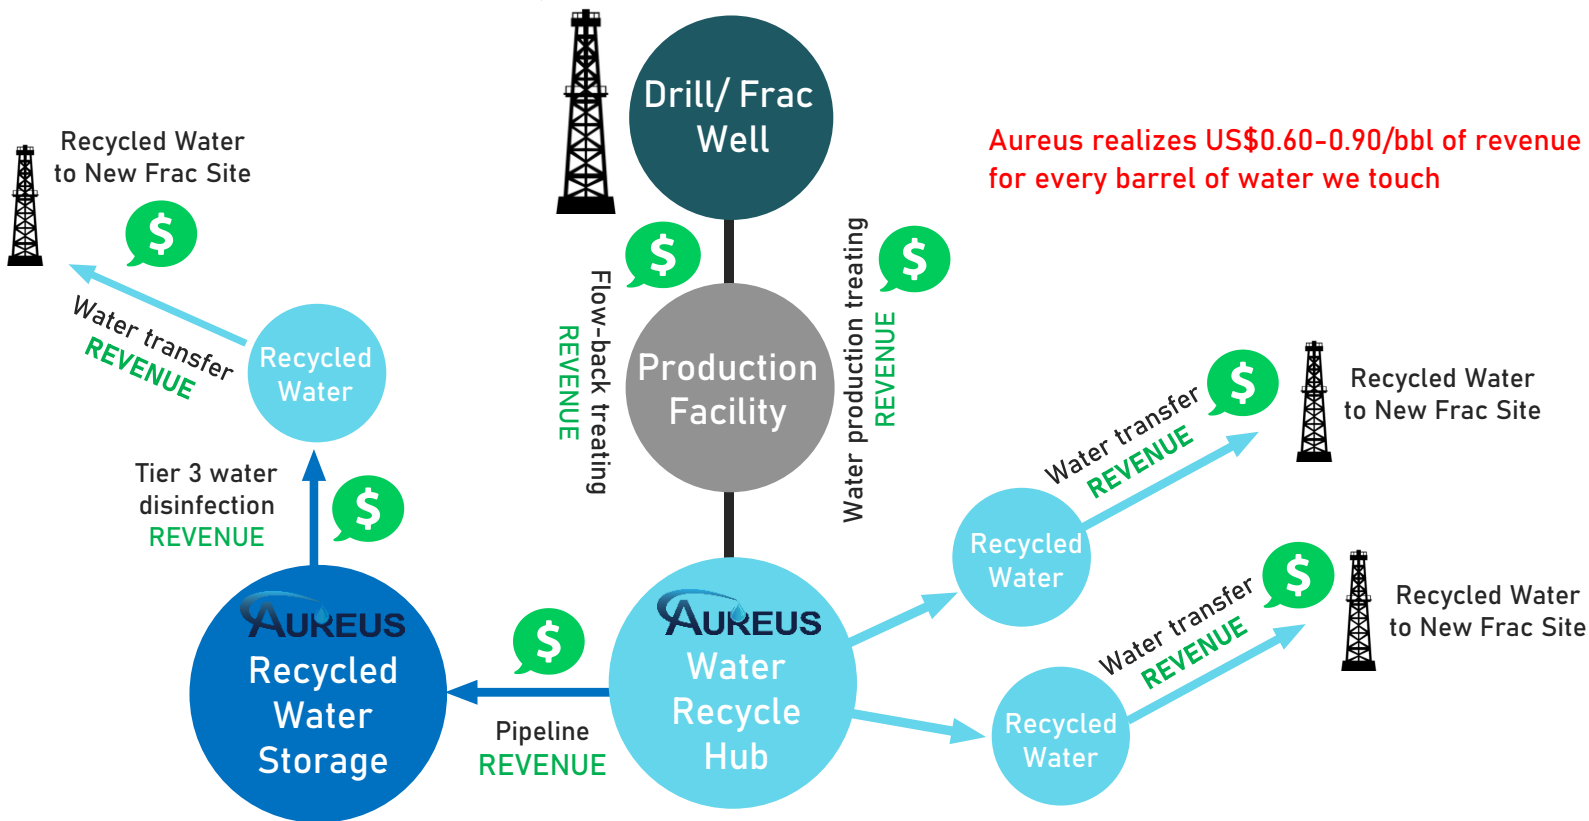 Drill/ Frac
Well
Aureus realizes US$0.60-0.90/bbl of revenue
for every barrel of water we touch
Recycled Water
to New Frac Site
$
Water transfer
REVENUE
Recycled
Water
Tier 3 water
disinfection
REVENUE
$
$
Flow-back treating
REVENUE
Water production treating
REVENUE
$
Production
Facility
AUREUS
Recycled
Water
Storage
$
Pipeline
REVENUE
AUREUS
Water
Recycle
Hub
Recycled
Water
Water transfer
REVENUE
$
Recycled Water
to New Frac Site
Recycled
Water
Water transfer
REVENUE
$
Recycled Water
to New Frac Site